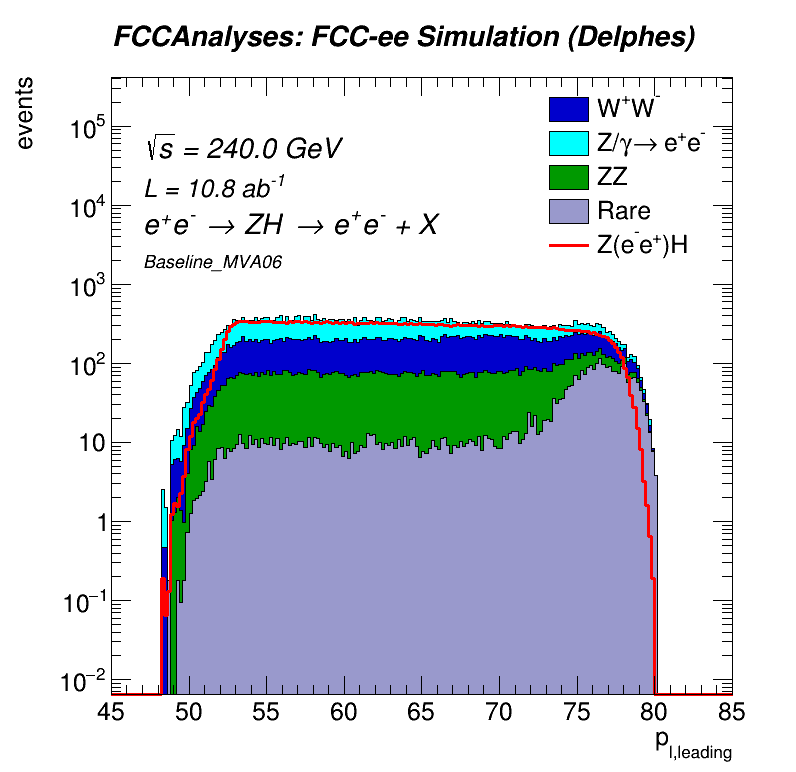 FCCAnalyses: FCC-ee Simulation (Delphes)
events
√s = 240.0 GeV
L = 10.8 ab⁻¹
e⁺e⁻ → ZH → e⁺e⁻ + X
Baseline_MVA06
W⁺W⁻
Z/γ→ e⁺e⁻
ZZ
Rare
Z(e⁻e⁺)H
10⁵
10⁴
10³
10²
10
1
10⁻¹
10⁻²
45 50 55 60 65 70 75 80 85
p_l,leading